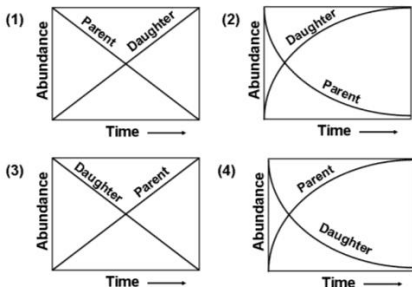 (1)
Abundance
Parent
Daughter
Time
(2)
Abundance
Daughter
Parent
Time
(3)
Abundance
Daughter
Parent
Time
(4)
Abundance
Parent
Daughter
Time